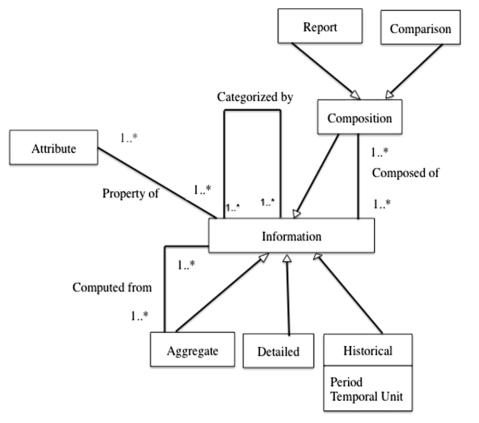 Report
Comparison
Categorized by
Composition
1..*
Attribute
1..*
Composed of
Property of
1..*
1..*
1..*
1..*
Information
1..*
Computed from
1..*
Aggregate
Detailed
Historical
Period
Temporal Unit